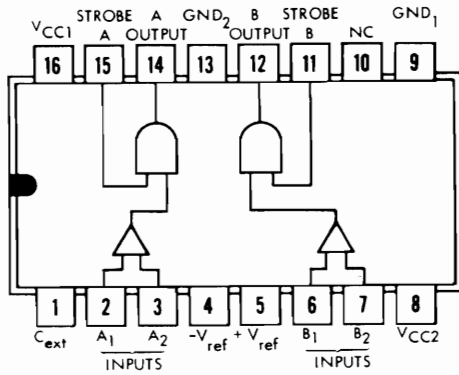 STROBE A STROBE
VCC1 A OUTPUT GND2 B OUTPUT B NC GND1
16 15 14 13 12 11 10 9
1 2 3 4 5 6 7 8
Cext A1 A2 -Vref + Vref B1 B2 VCC2
INPUTS INPUTS